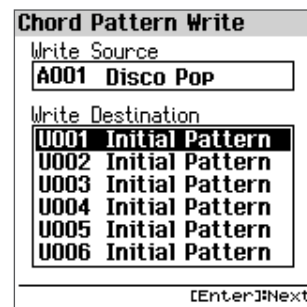 Chord Pattern Write
Write Source
A001 Disco Pop
Write Destination
U001 Initial Pattern
U002 Initial Pattern
U003 Initial Pattern
U004 Initial Pattern
U005 Initial Pattern
U006 Initial Pattern
[Enter]:Next